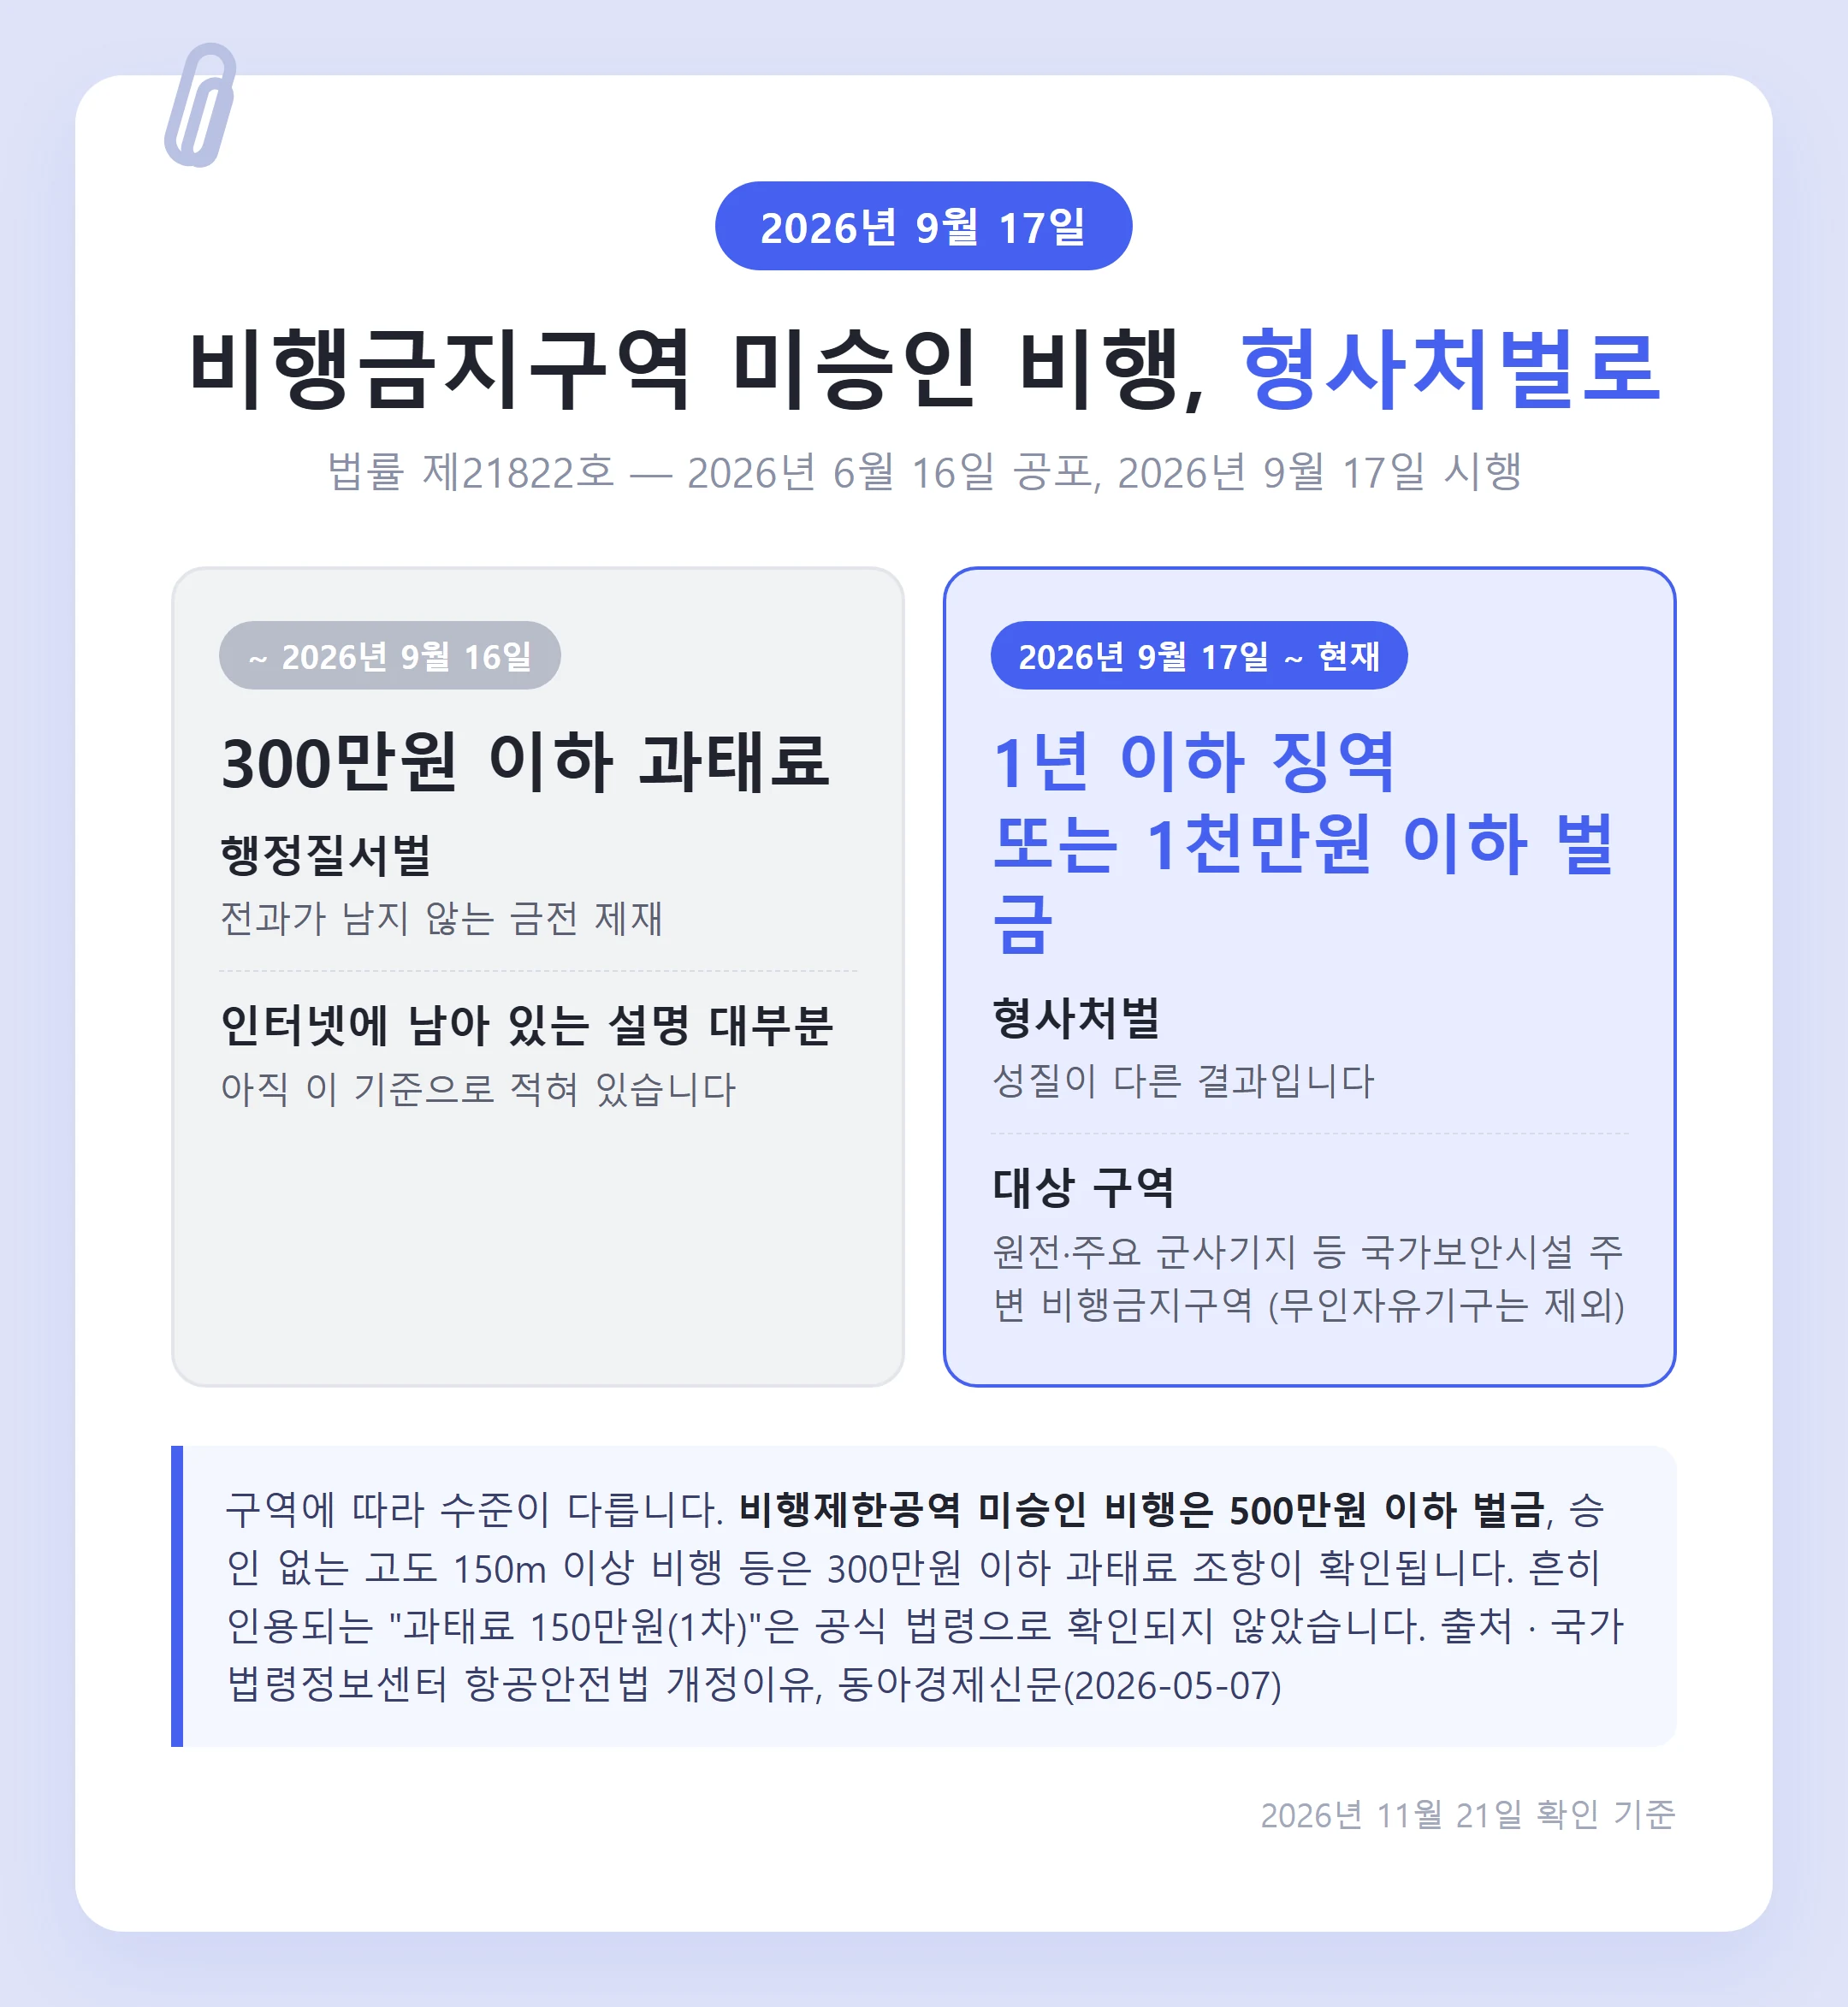 2026년 9월 17일
비행금지구역 미승인 비행, 형사처벌로
법률 제21822호 — 2026년 6월 16일 공포, 2026년 9월 17일 시행
~ 2026년 9월 16일
300만원 이하 과태료
행정질서벌
전과가 남지 않는 금전 제재
인터넷에 남아 있는 설명 대부분
아직 이 기준으로 적혀 있습니다
2026년 9월 17일 ~ 현재
1년 이하 징역
또는 1천만원 이하 벌
금
형사처벌
성질이 다른 결과입니다
대상 구역
원전·주요 군사기지 등 국가보안시설 주
변 비행금지구역 (무인자유기구는 제외)
구역에 따라 수준이 다릅니다. 비행제한공역 미승인 비행은 500만원 이하 벌금, 승
인 없는 고도 150m 이상 비행 등은 300만원 이하 과태료 조항이 확인됩니다. 흔히
인용되는 "과태료 150만원(1차)"은 공식 법령으로 확인되지 않았습니다. 출처 · 국가
법령정보센터 항공안전법 개정이유, 동아경제신문(2026-05-07)
2026년 11월 21일 확인 기준